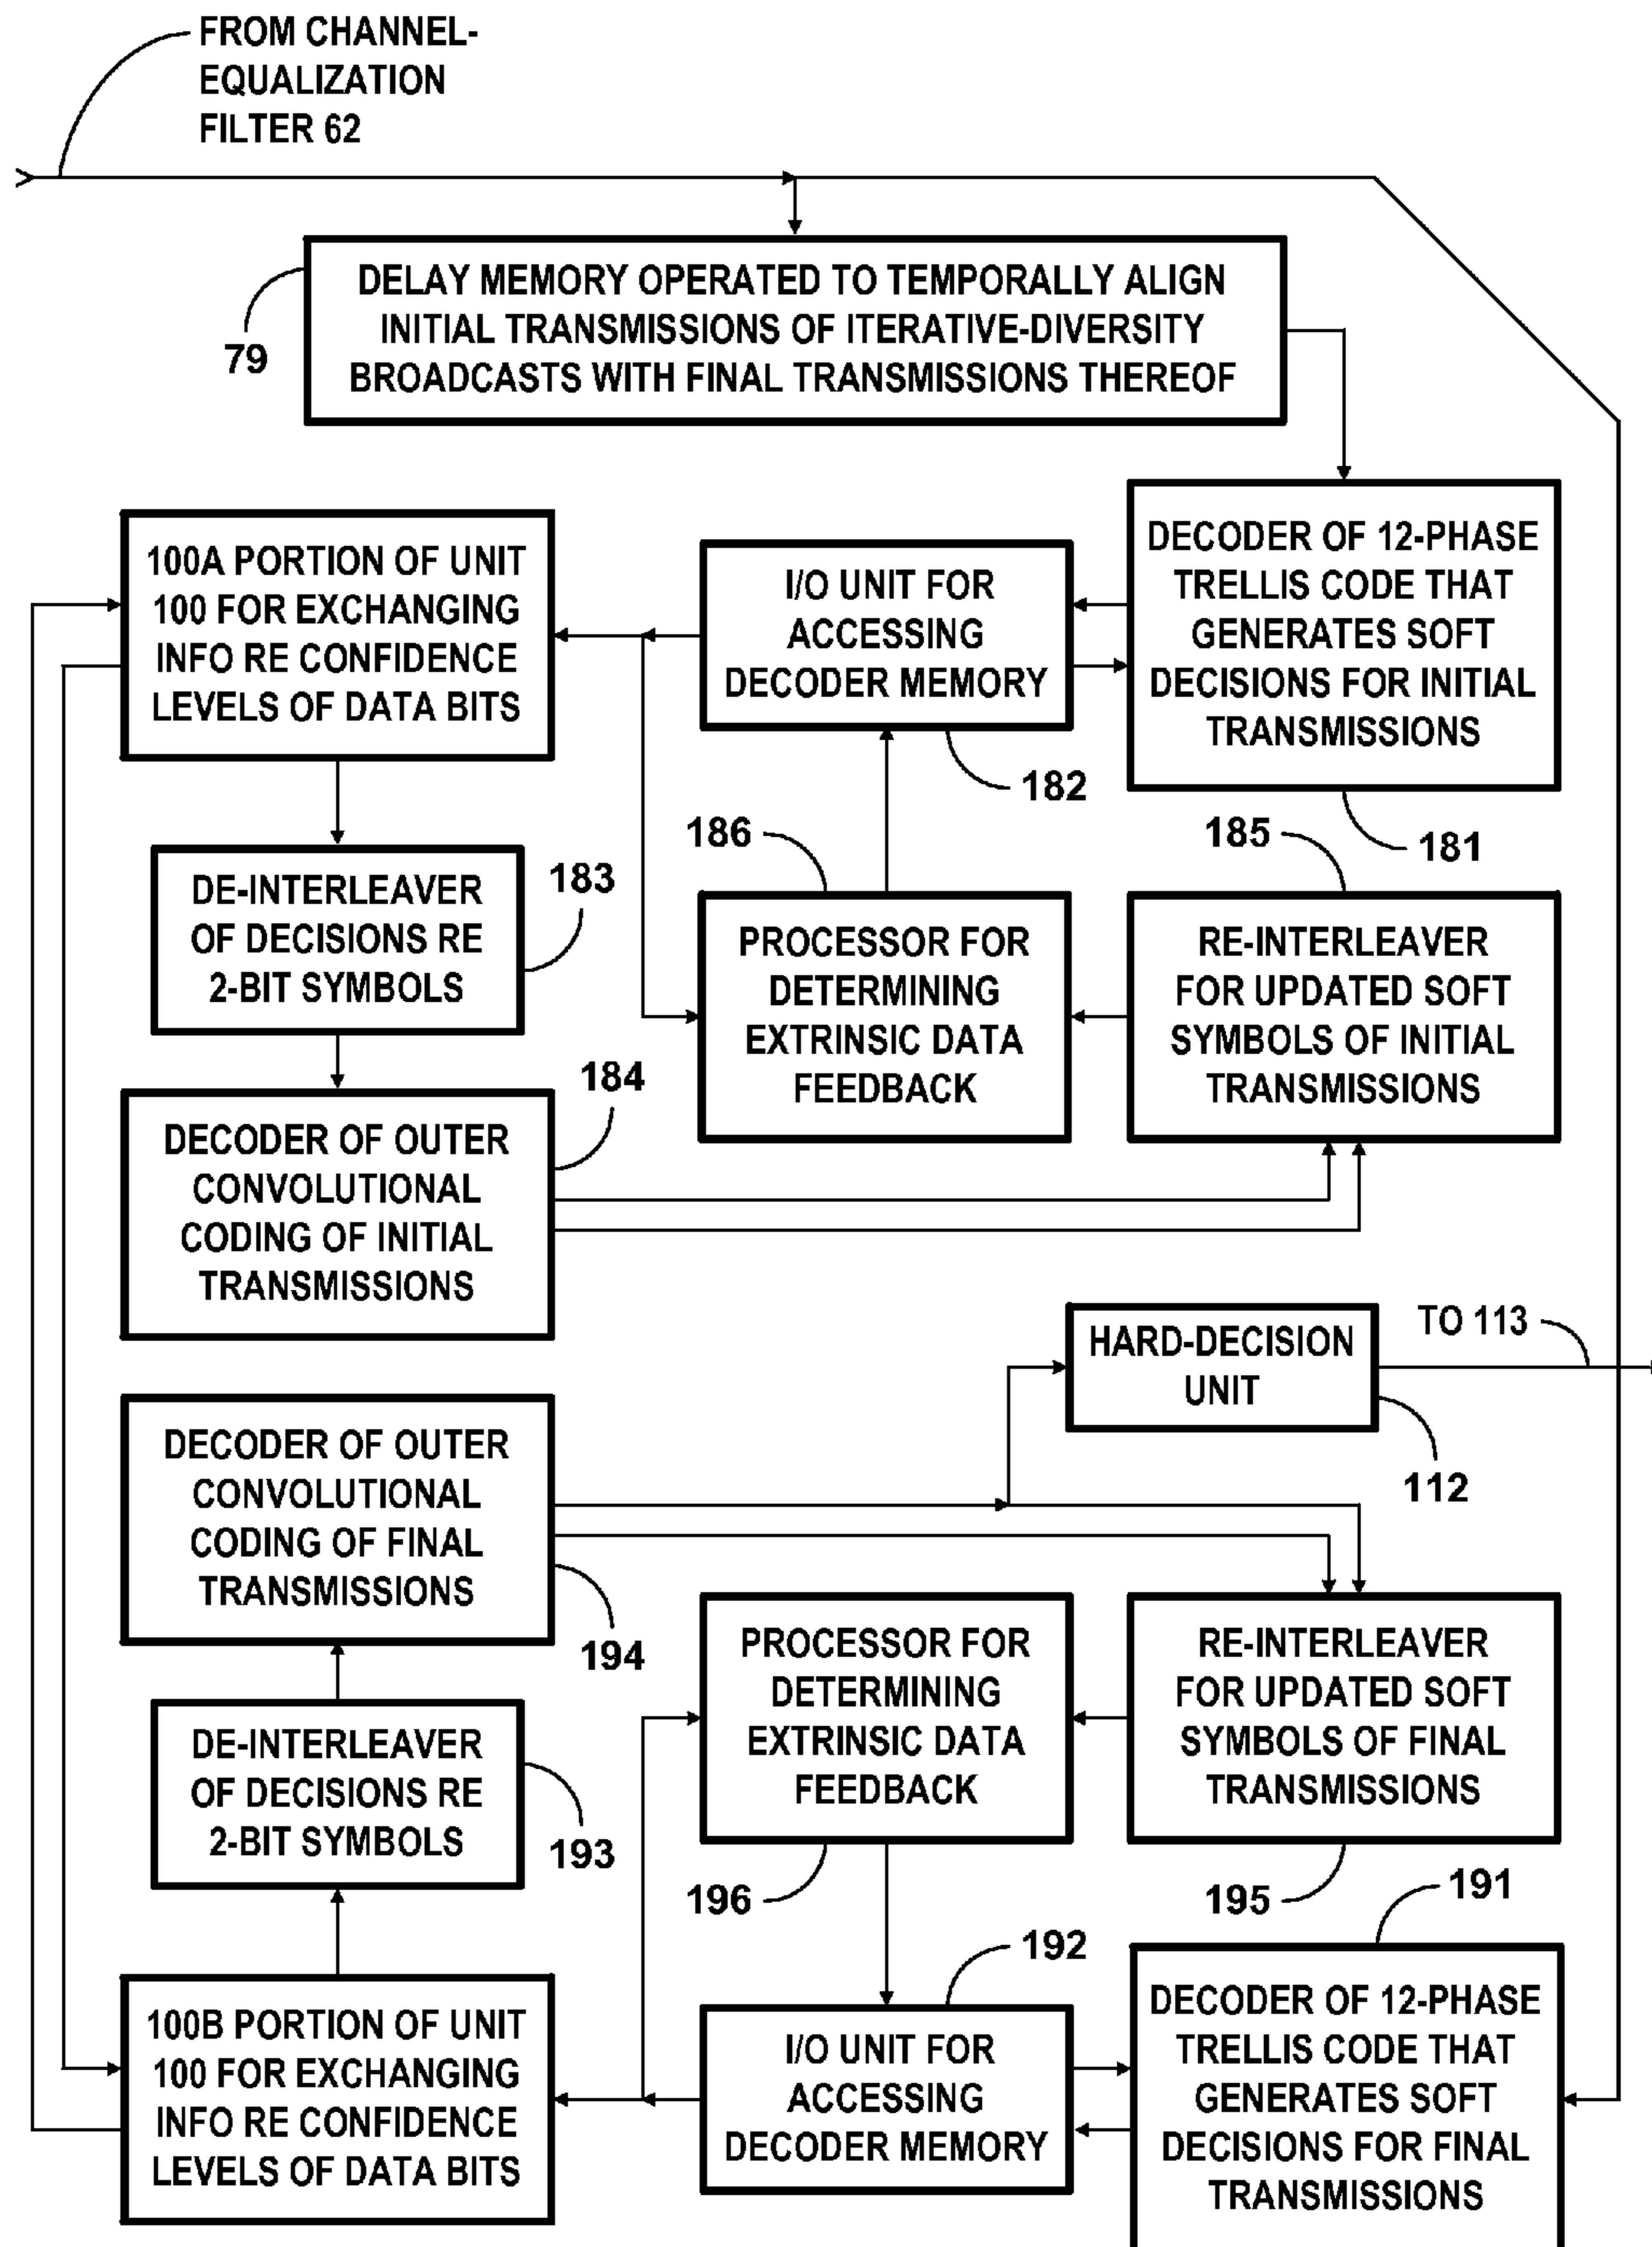 FROM CHANNEL-
EQUALIZATION
FILTER 62
DELAY MEMORY OPERATED TO TEMPORALLY ALIGN
INITIAL TRANSMISSIONS OF ITERATIVE-DIVERSITY
BROADCASTS WITH FINAL TRANSMISSIONS THEREOF
79
100A PORTION OF UNIT
100 FOR EXCHANGING
INFO RE CONFIDENCE
LEVELS OF DATA BITS
I/O UNIT FOR
ACCESSING
DECODER MEMORY
182
DECODER OF 12-PHASE
TRELLIS CODE THAT
GENERATES SOFT
DECISIONS FOR INITIAL
TRANSMISSIONS
181
DE-INTERLEAVER
OF DECISIONS RE
2-BIT SYMBOLS
183
186
PROCESSOR FOR
DETERMINING
EXTRINSIC DATA
FEEDBACK
185
RE-INTERLEAVER
FOR UPDATED SOFT
SYMBOLS OF INITIAL
TRANSMISSIONS
184
DECODER OF OUTER
CONVOLUTIONAL
CODING OF INITIAL
TRANSMISSIONS
HARD-DECISION
UNIT
TO 113
112
DECODER OF OUTER
CONVOLUTIONAL
CODING OF FINAL
TRANSMISSIONS
194
PROCESSOR FOR
DETERMINING
EXTRINSIC DATA
FEEDBACK
196
RE-INTERLEAVER
FOR UPDATED SOFT
SYMBOLS OF FINAL
TRANSMISSIONS
195
DE-INTERLEAVER
OF DECISIONS RE
2-BIT SYMBOLS
193
191
192
100B PORTION OF UNIT
100 FOR EXCHANGING
INFO RE CONFIDENCE
LEVELS OF DATA BITS
I/O UNIT FOR
ACCESSING
DECODER MEMORY
DECODER OF 12-PHASE
TRELLIS CODE THAT
GENERATES SOFT
DECISIONS FOR FINAL
TRANSMISSIONS